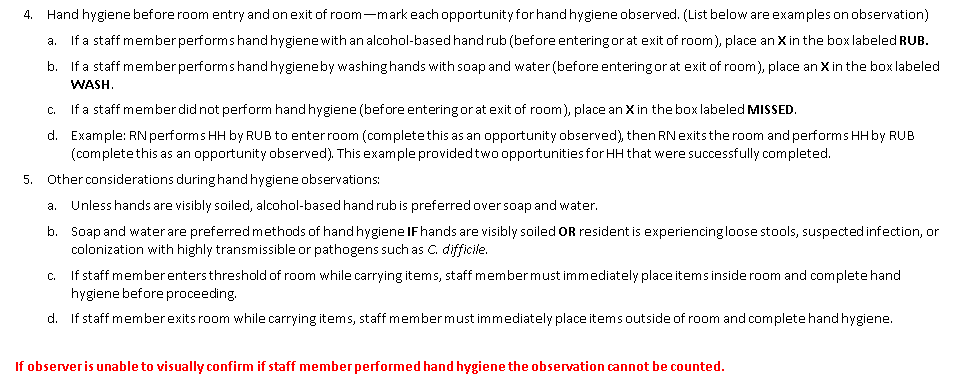 4. Hand hygiene before room entry and on exit of room—mark each opportunity for hand hygiene observed. (List below are examples on observation)
a. If a staff member performs hand hygiene with an alcohol-based hand rub (before entering or at exit of room), place an X in the box labeled RUB.
b. If a staff member performs hand hygiene by washing hands with soap and water (before entering or at exit of room), place an X in the box labeled
WASH.
c. If a staff member did not perform hand hygiene (before entering or at exit of room), place an X in the box labeled MISSED.
d. Example: RN performs HH by RUB to enter room (complete this as an opportunity observed), then RN exits the room and performs HH by RUB
(complete this as an opportunity observed). This example provided two opportunities for HH that were successfully completed.
5. Other considerations during hand hygiene observations:
a. Unless hands are visibly soiled, alcohol-based hand rub is preferred over soap and water.
b. Soap and water are preferred methods of hand hygiene IF hands are visibly soiled OR resident is experiencing loose stools, suspected infection, or
colonization with highly transmissible or pathogens such as C. difficile.
c. If staff member enters threshold of room while carrying items, staff member must immediately place items inside room and complete hand
hygiene before proceeding.
d. If staff member exits room while carrying items, staff member must immediately place items outside of room and complete hand hygiene.
If observer is unable to visually confirm if staff member performed hand hygiene the observation cannot be counted.